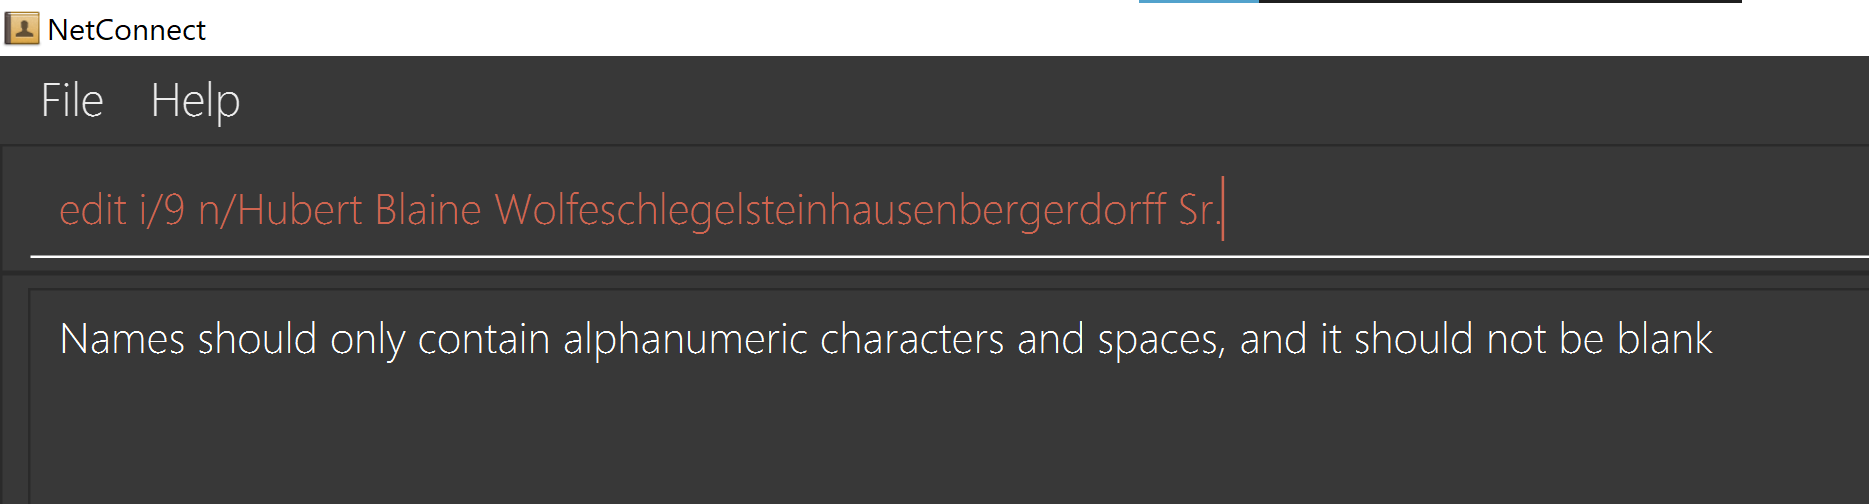 NetConnect
File Help
edit i/9 n/Hubert Blaine Wolfeschlegelsteinhausenbergerdorff Sr.
Names should only contain alphanumeric characters and spaces, and it should not be blank